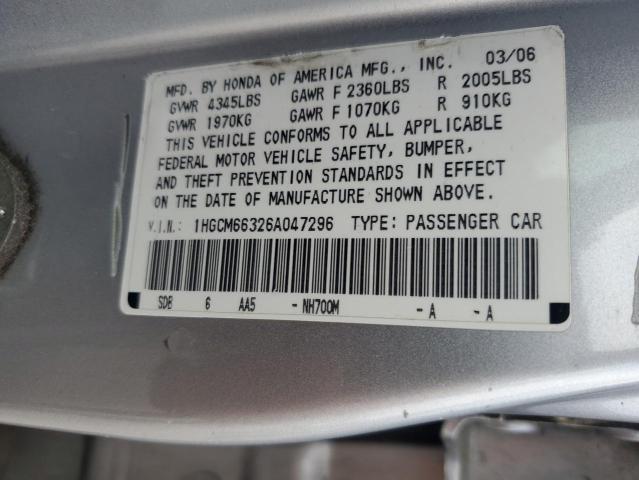 MFD. BY HONDA OF AMERICA MFG., INC. 03/06
GVWR 4345LBS GAWR F 2360LBS R 2005LBS
GVWR 1970KG GAWR F 1070KG R 910KG
THIS VEHICLE CONFORMS TO ALL APPLICABLE
FEDERAL MOTOR VEHICLE SAFETY, BUMPER,
AND THEFT PREVENTION STANDARDS IN EFFECT
ON THE DATE OF MANUFACTURE SHOWN ABOVE.
V.I.N.: 1HGCM66326A047296 TYPE: PASSENGER CAR
SDB 6 AA5 -NH700M -A -A